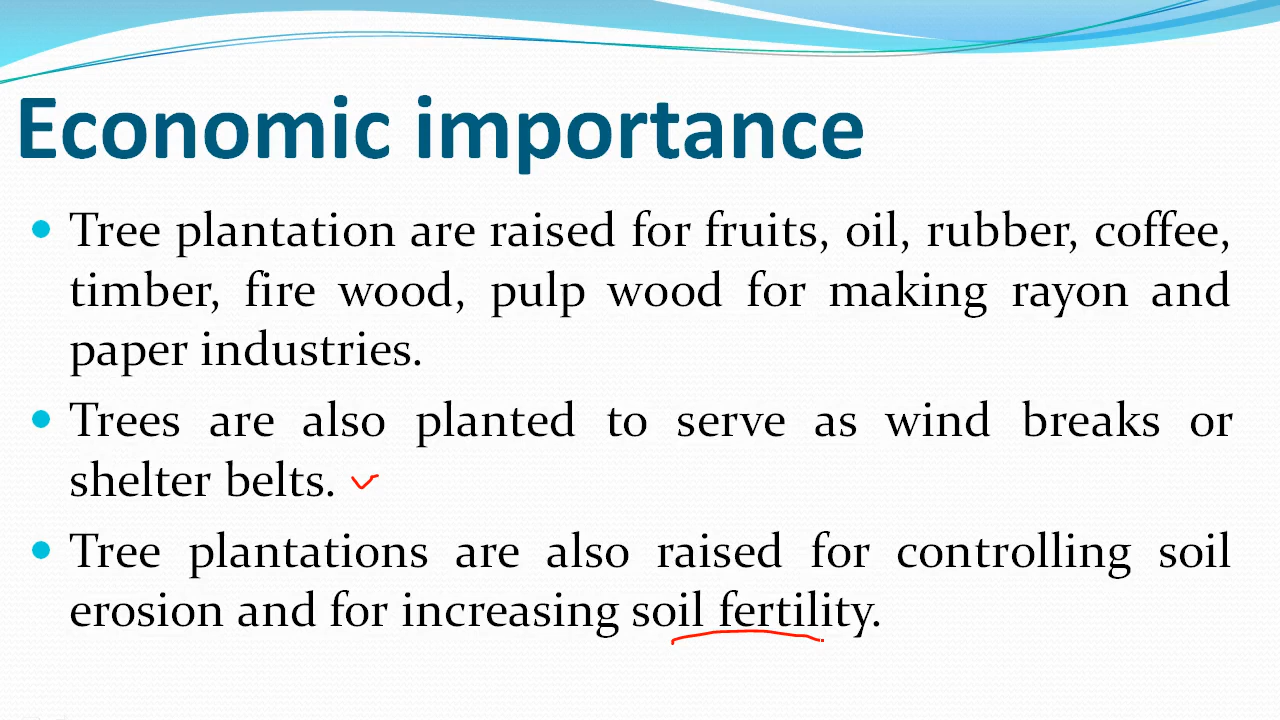 Economic importance
Tree plantation are raised for fruits, oil, rubber, coffee,
timber, fire wood, pulp wood for making rayon and
paper industries.
Trees are also planted to serve as wind breaks or
shelter belts.
Tree plantations are also raised for controlling soil
erosion and for increasing soil fertility.